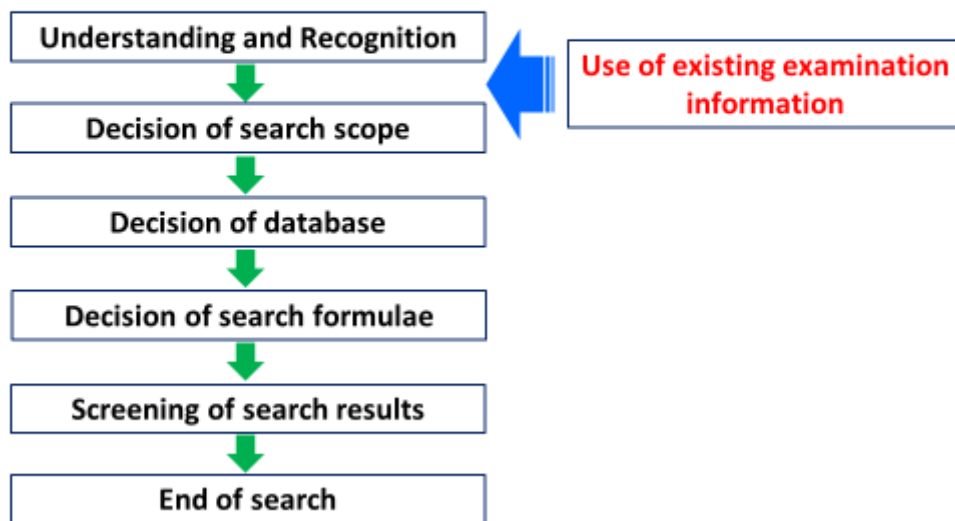 Understanding and Recognition
Use of existing examination
information
Decision of search scope
Decision of database
Decision of search formulae
Screening of search results
End of search